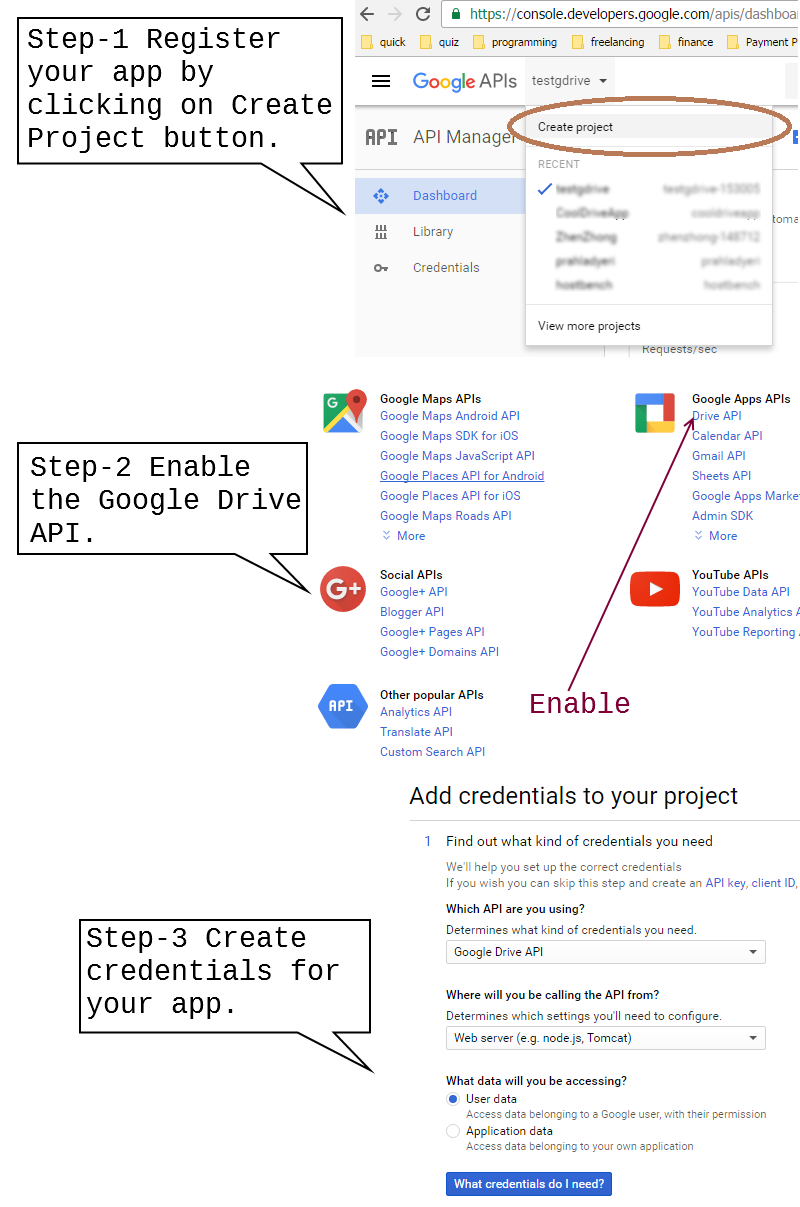 Step-1 Register
your app by
clicking on Create
Project button.
https://console.developers.google.com/apis/dashboa
quick quiz programming freelancing finance Payment P
Google APIs testgdrive
API API Manager
Create project
RECENT
testgdrive testgdrive-153005
CoolDriveApp cooldriveapp
ZhenZhong zhenzhong-148712
prahladyeri prahladyeri
hostbench hostbench
View more projects
Dashboard
Library
Credentials
toma
Requests/sec
Step-2 Enable
the Google Drive
API.
Google Maps APIs
Google Maps Android API
Google Maps SDK for iOS
Google Maps JavaScript API
Google Places API for Android
Google Places API for iOS
Google Maps Roads API
More
Google Apps APIs
Drive API
Calendar API
Gmail API
Sheets API
Google Apps Marke
Admin SDK
More
Social APIs
Google+ API
Blogger API
Google+ Pages API
Google+ Domains API
YouTube APIs
YouTube Data API
YouTube Analytics A
YouTube Reporting A
Enable
API
Other popular APIs
Analytics API
Translate API
Custom Search API
Step-3 Create
credentials for
your app.
Add credentials to your project
1 Find out what kind of credentials you need
We'll help you set up the correct credentials
If you wish you can skip this step and create an API key, client ID,
Which API are you using?
Determines what kind of credentials you need.
Google Drive API
Where will you be calling the API from?
Determines which settings you'll need to configure.
Web server (e.g. node.js, Tomcat)
What data will you be accessing?
User data
Access data belonging to a Google user, with their permission
Application data
Access data belonging to your own application
What credentials do I need?